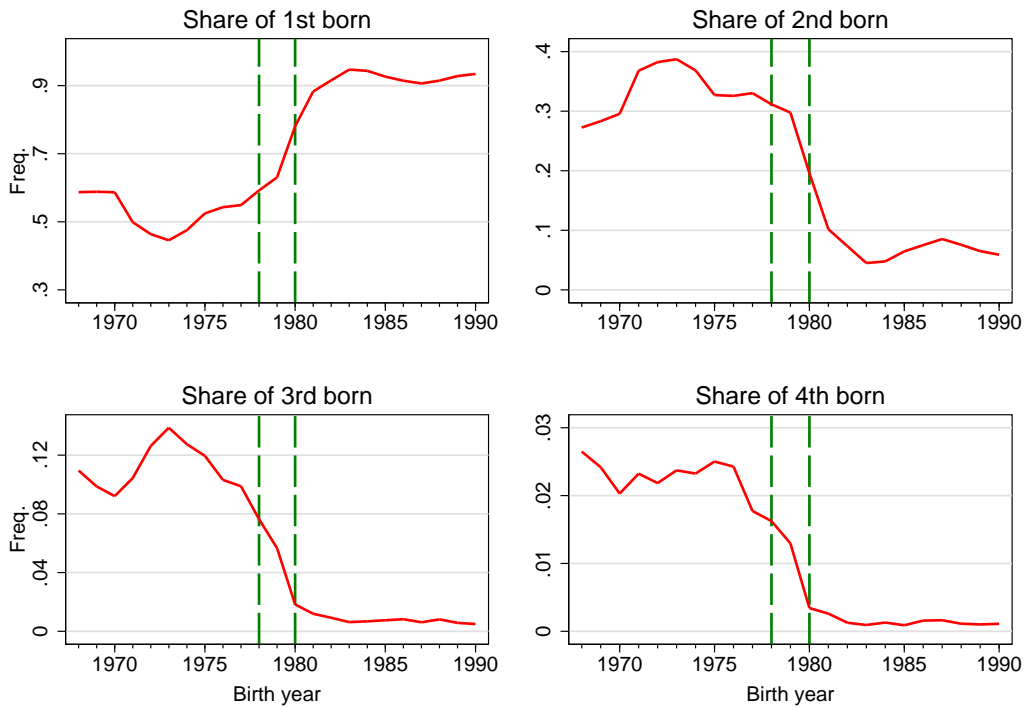 Share of 1st born
Freq.
.9
.7
.5
.3
1970 1975 1980 1985 1990
Share of 2nd born
.4
.3
.2
.1
0
1970 1975 1980 1985 1990
Share of 3rd born
Freq.
.12
.08
.04
0
1970 1975 1980 1985 1990
Birth year
Share of 4th born
.03
.02
.01
0
1970 1975 1980 1985 1990
Birth year